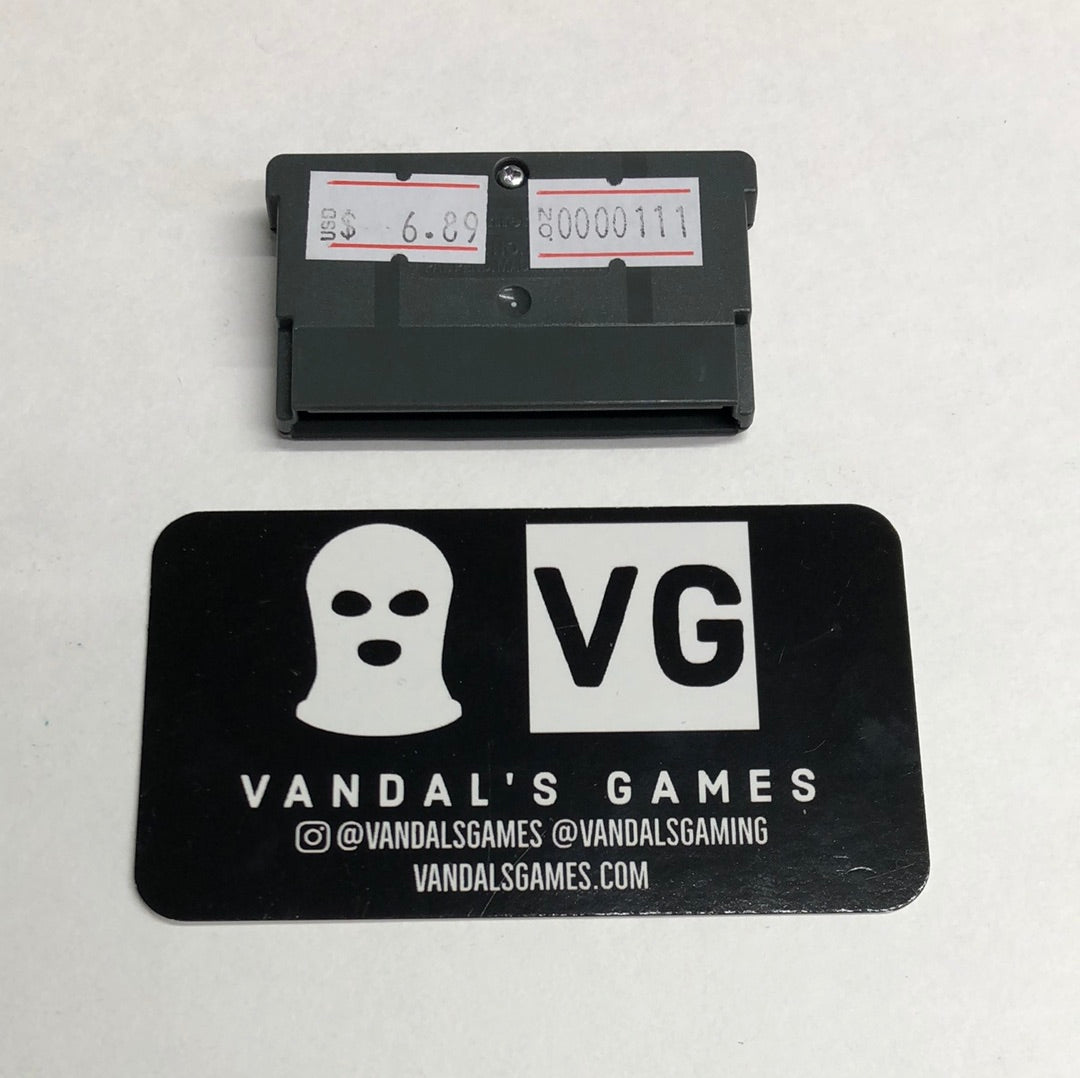 USD $ 6.89
NO. 0000111
VG
VANDAL'S GAMES
@VANDALSGAMES @VANDALSGAMING
VANDALSGAMES.COM